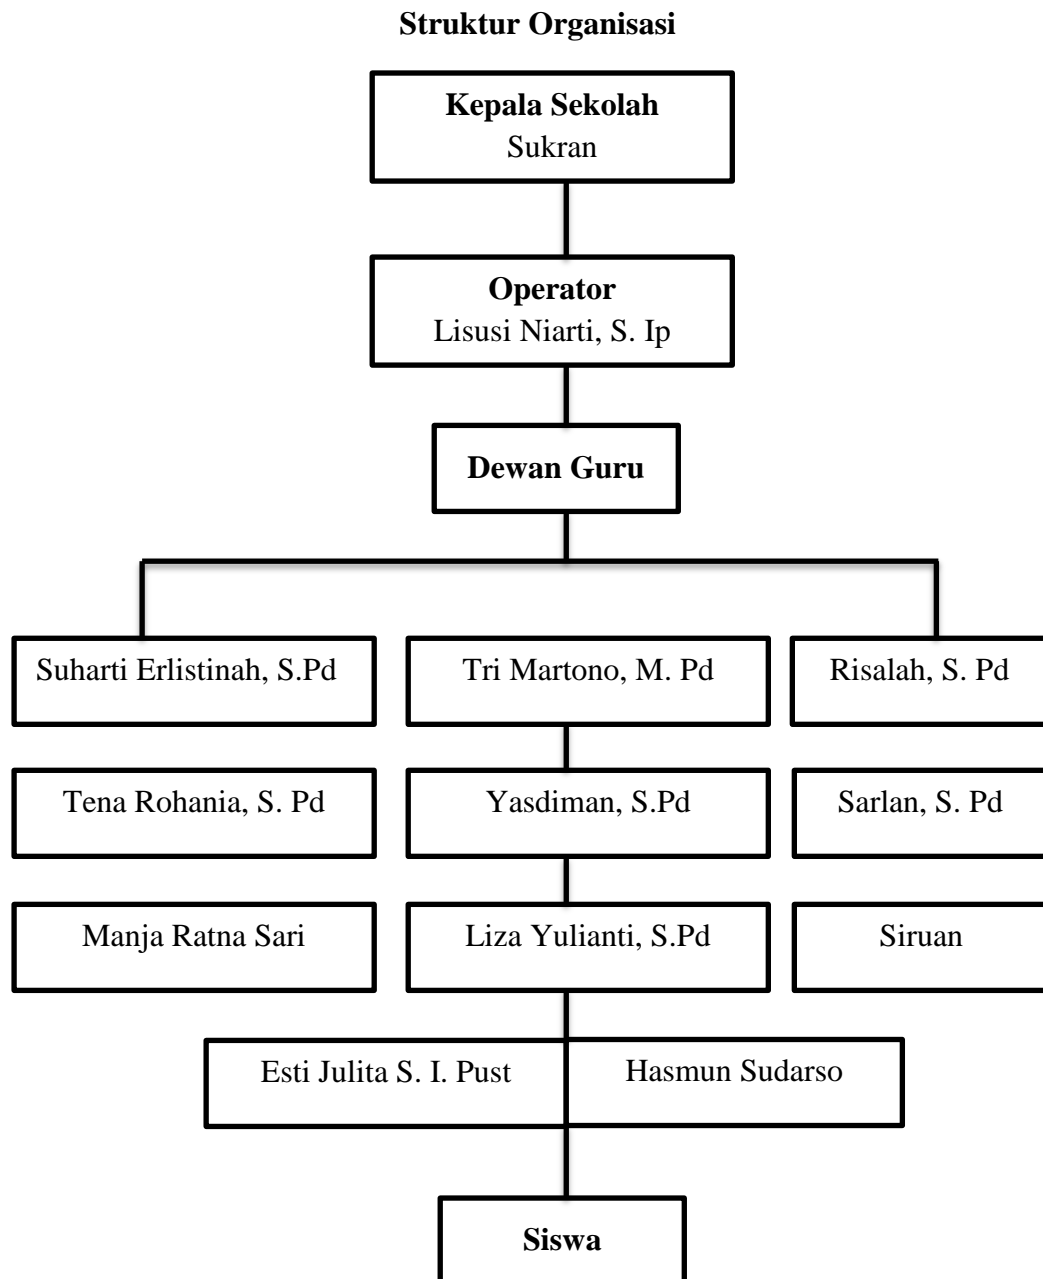 Struktur Organisasi
Kepala Sekolah
Sukran
Operator
Lisusi Niarti, S. Ip
Dewan Guru
Suharti Erlistinah, S.Pd
Tri Martono, M. Pd
Risalah, S. Pd
Tena Rohania, S. Pd
Yasdiman, S.Pd
Sarlan, S. Pd
Manja Ratna Sari
Liza Yulianti, S.Pd
Siruan
Esti Julita S. I. Pust
Hasmun Sudarso
Siswa